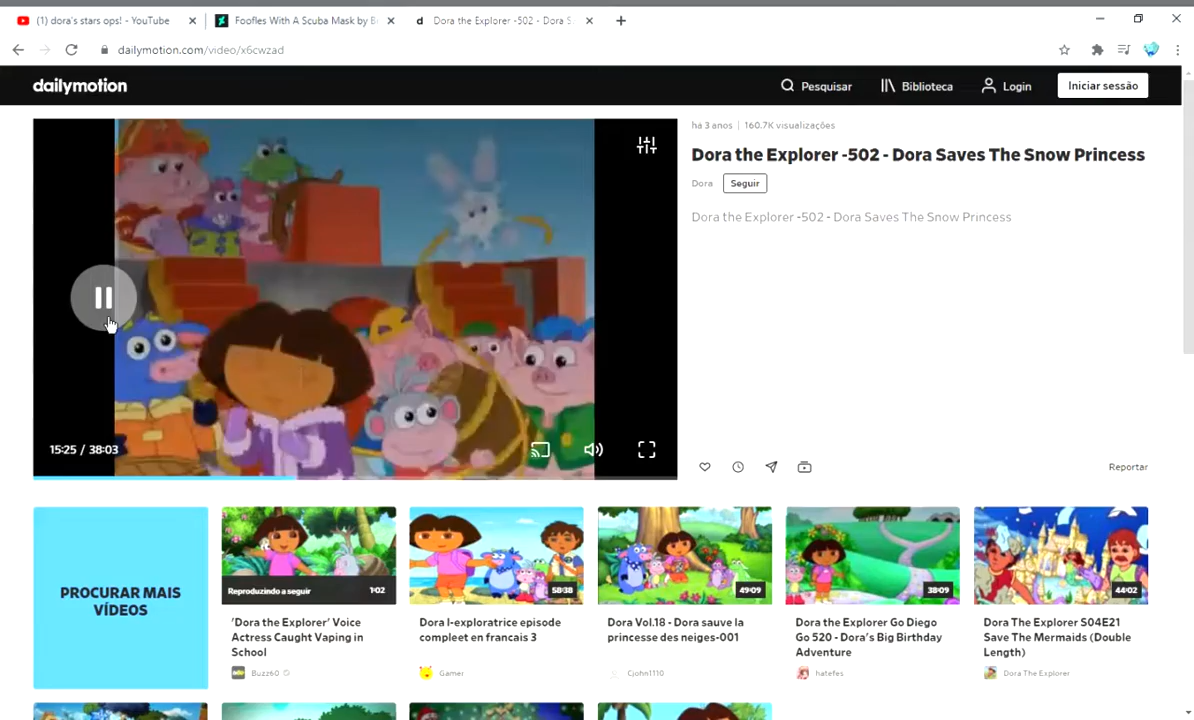 (1) dora's stars ops! - YouTube
Foofles With A Scuba Mask by B
Dora the Explorer -502 - Dora S
dailymotion.com/video/x6cwzad
dailymotion
Pesquisar
Biblioteca
Login
Iniciar sessão
há 3 anos | 160.7K visualizações
Dora the Explorer -502 - Dora Saves The Snow Princess
Dora
Seguir
Dora the Explorer -502 - Dora Saves The Snow Princess
15:25 / 38:03
Reportar
PROCURAR MAIS
VÍDEOS
Reproduzindo a seguir
1:02
'Dora the Explorer' Voice
Actress Caught Vaping in
School
Buzz60
58:38
Dora l-exploratrice episode
compleet en francais 3
Gamer
49:09
Dora Vol.18 - Dora sauve la
princesse des neiges-001
Cjohn1110
38:09
Dora the Explorer Go Diego
Go 520 - Dora's Big Birthday
Adventure
hatefes
44:02
Dora The Explorer S04E21
Save The Mermaids (Double
Length)
Dora The Explorer